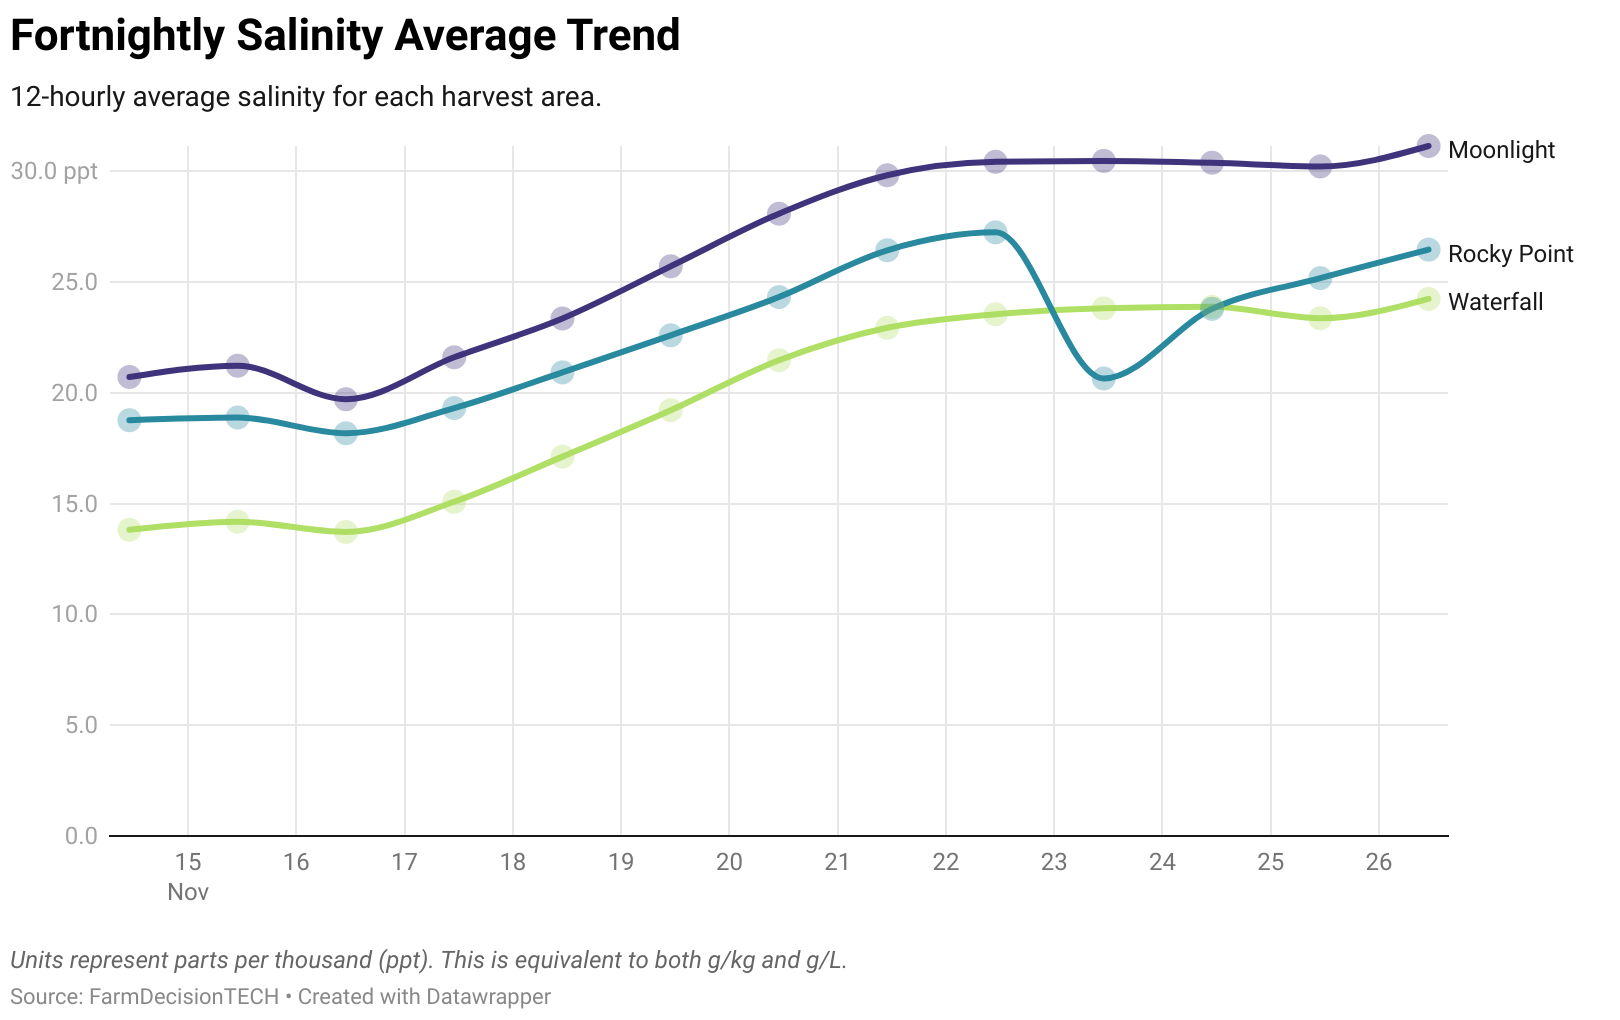 Fortnightly Salinity Average Trend
12-hourly average salinity for each harvest area.
Moonlight
30.0 ppt
Rocky Point
25.0
Waterfall
20.0
15.0
10.0
5.0
0.0
15 16 17 18 19 20 21 22 23 24 25 26
Nov
Units represent parts per thousand (ppt). This is equivalent to both g/kg and g/L.
Source: FarmDecisionTECH • Created with Datawrapper